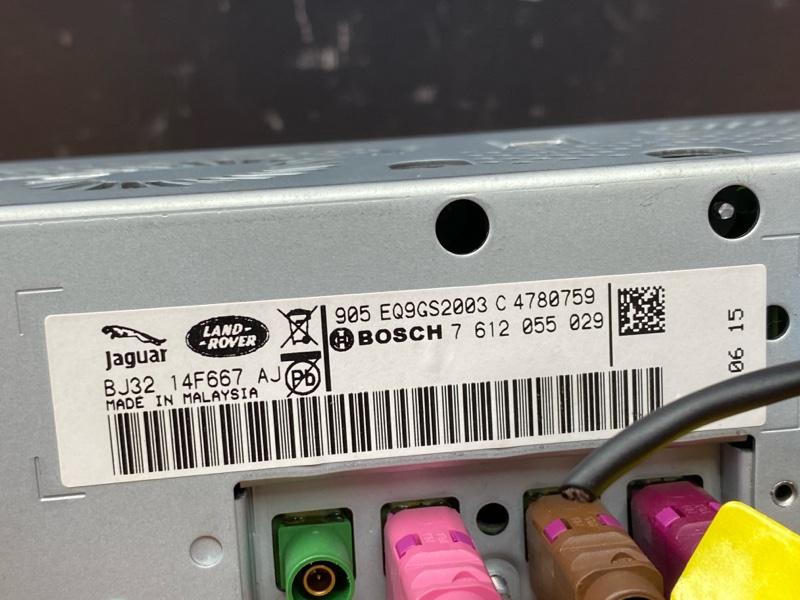 905 EQ9GS2003 C 4780759
BOSCH 7 612 055 029
Jaguar
LAND-
-ROVER
BJ32 14F667 AJ
Pb
MADE IN MALAYSIA
06 15